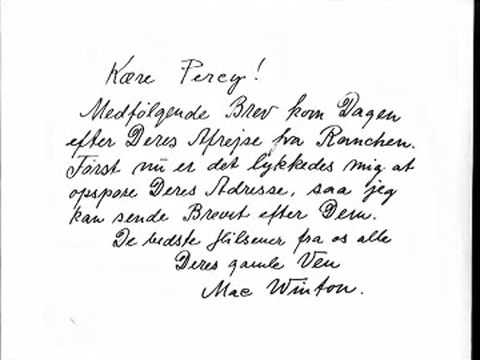 Kære Percy!
Medfølgende Brev kom Dagen
efter Deres Afrejse fra Ranchen.
Først nu er det lykkedes mig at
opspore Deres Adresse, saa jeg
kan sende Brevet efter Dem.
De bedste Hilsener fra os alle
Deres gamle Ven
Mac Winton.